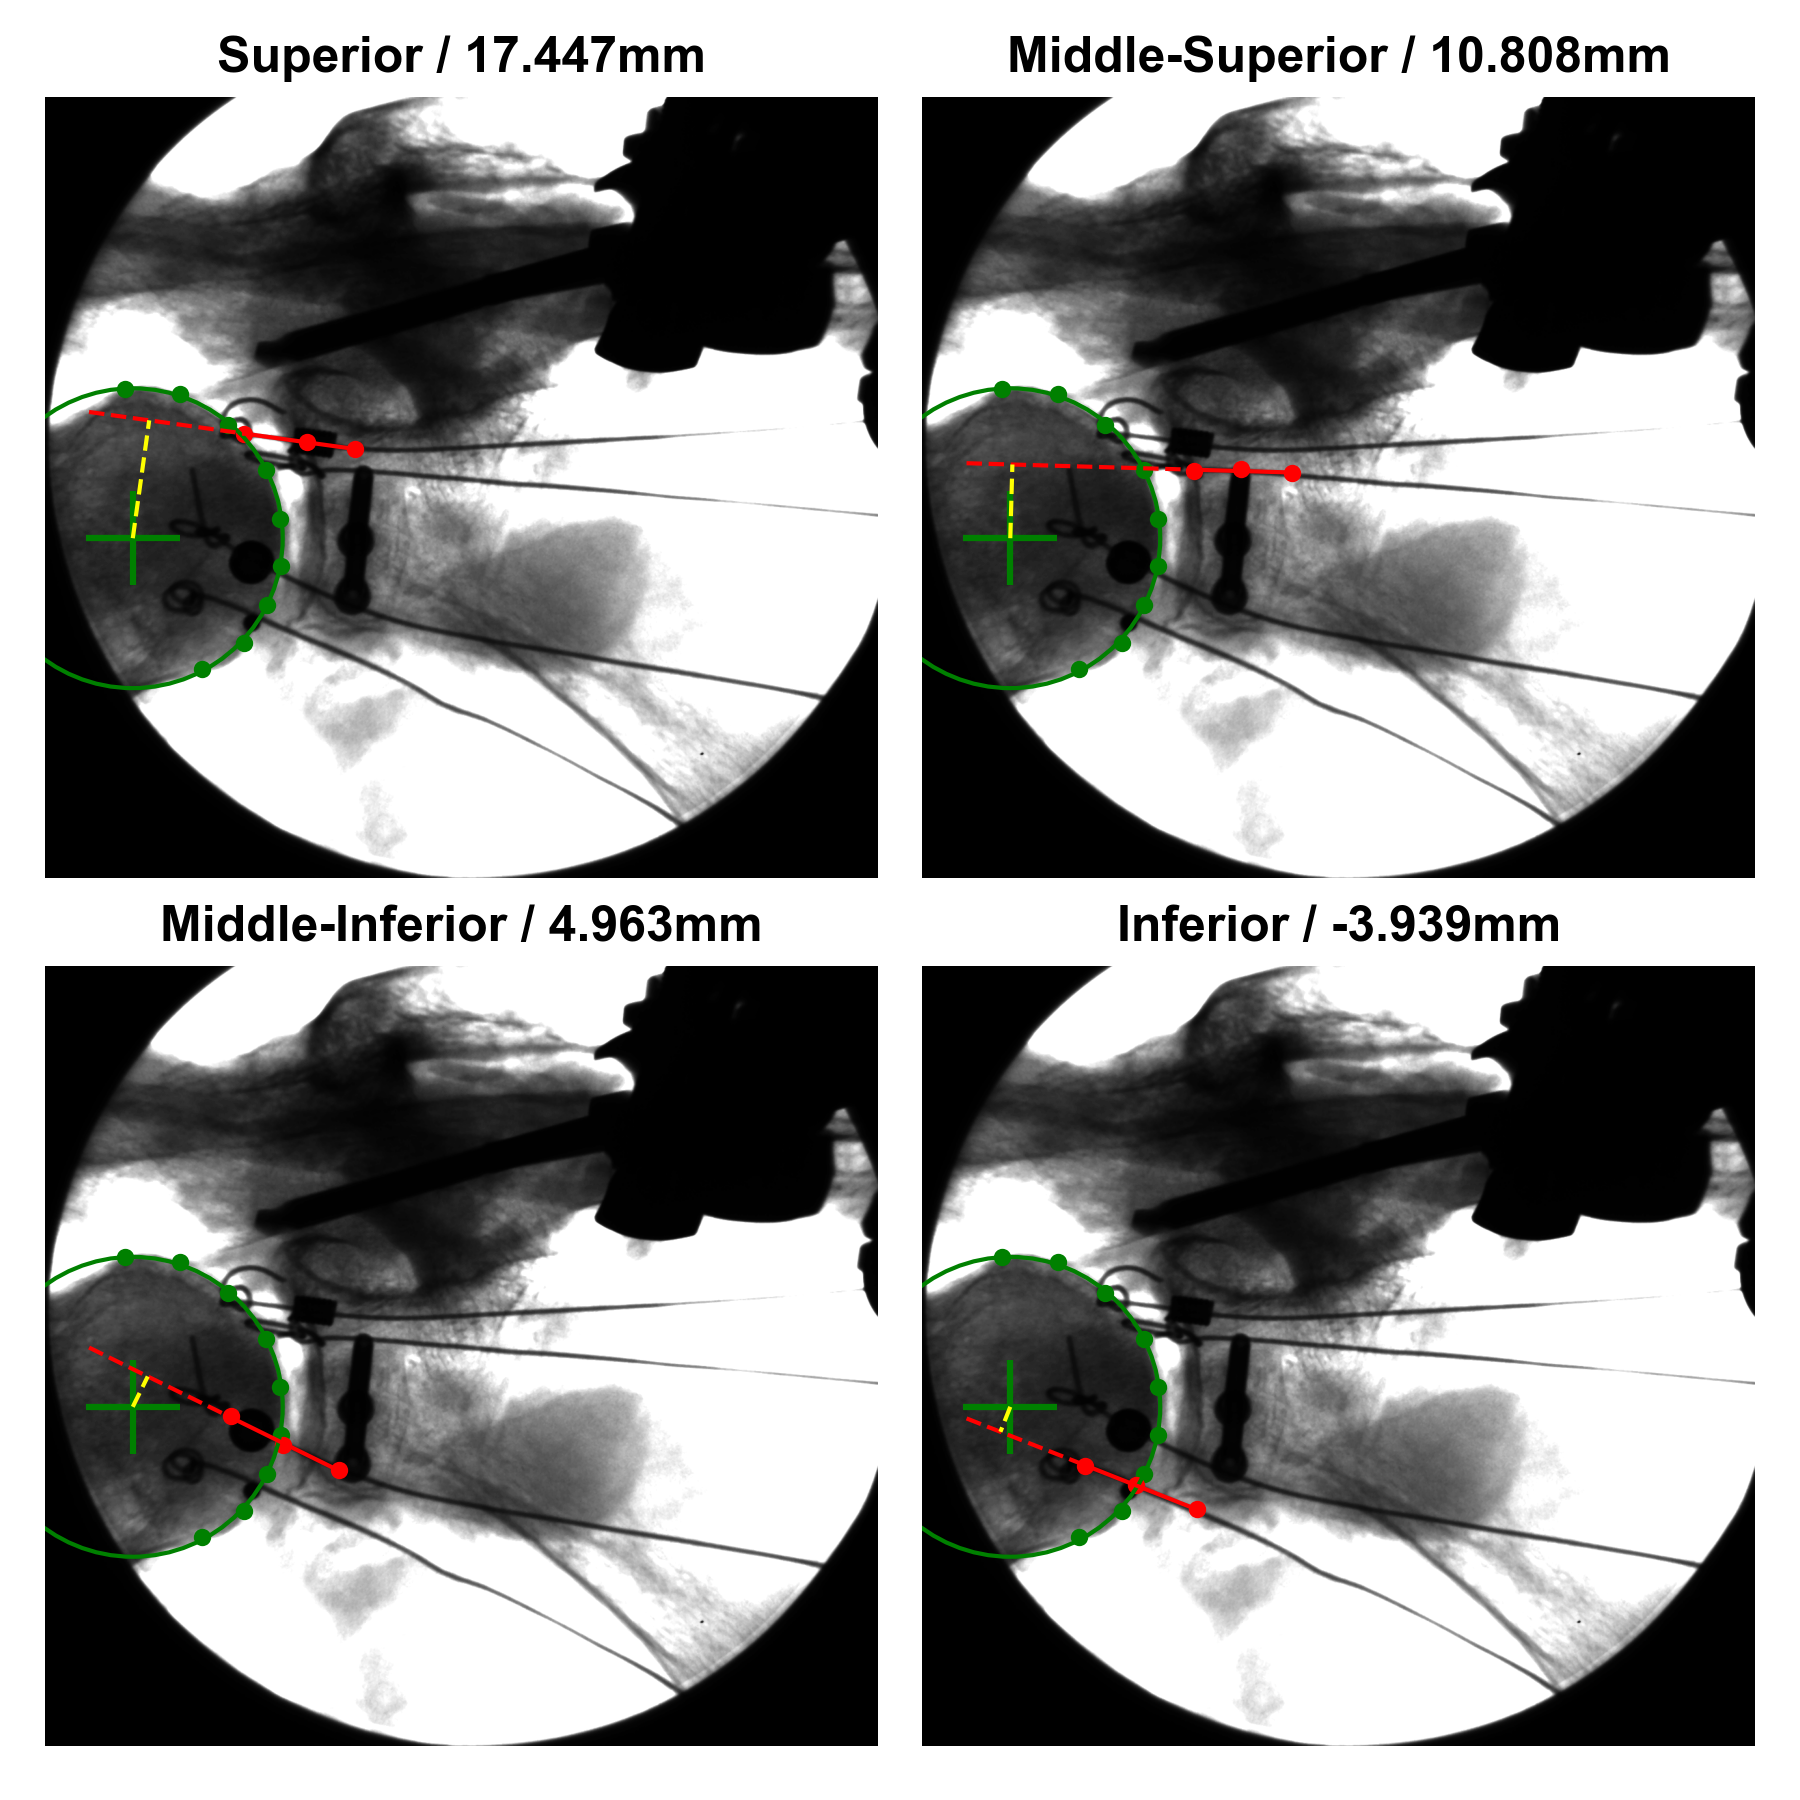 Superior / 17.447mm
Middle-Superior / 10.808mm
Middle-Inferior / 4.963mm
Inferior / -3.939mm